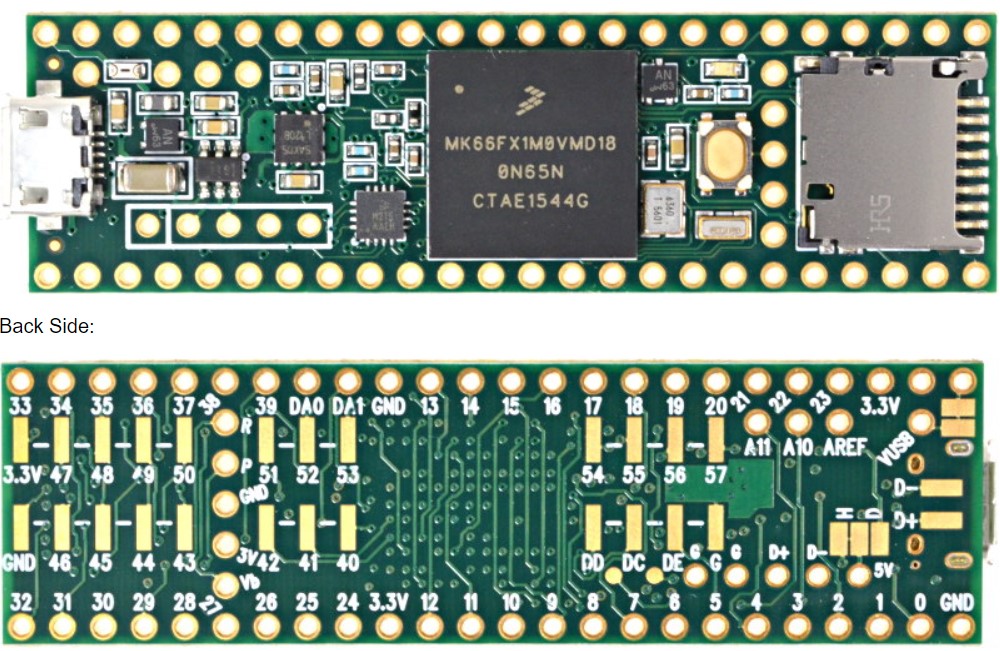 AN
MK66FX1M0VMD18
0N65N
CTAE1544G
HRS
Back Side:
33 34 35 36 37 38 39 DA0 DA1 GND 13 14 15 16 17 18 19 20 21 22 23 3.3V
R
A11 A10 AREF VUSB
3.3V 47 48 49 50 P 51 52 53 54 55 56 57
GND
D-
H D D+
GND 46 45 44 43 3V 42 41 40 DD DC DE G G D+ D- 5V
Vb
32 31 30 29 28 27 26 25 24 3.3V 12 11 10 9 8 7 6 5 4 3 2 1 0 GND